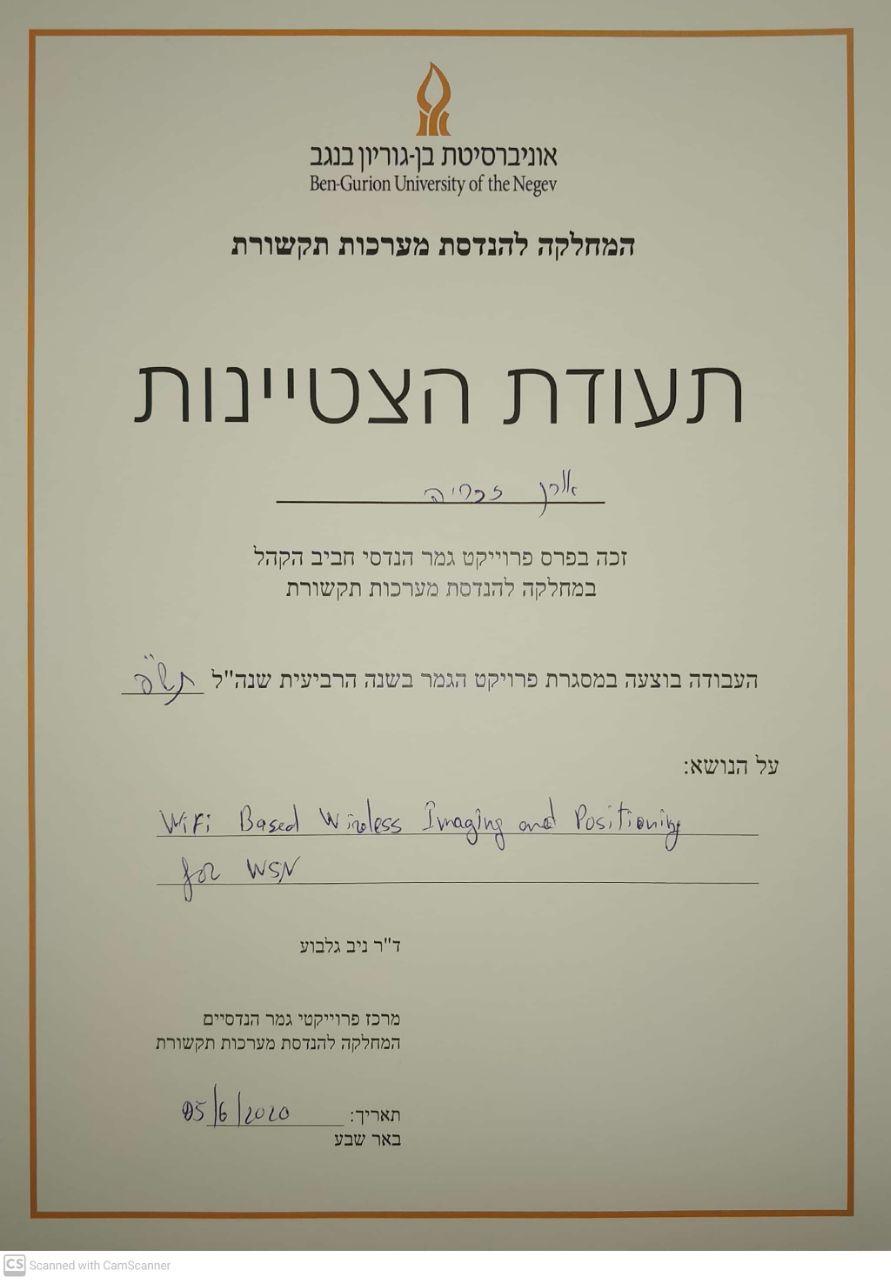 אוניברסיטת בן-גוריון בנגב
Ben-Gurion University of the Negev
המחלקה להנדסת מערכות תקשורת
תעודת הצטיינות
אורן זכריה
זכה בפרס פרוייקט גמר הנדסי חביב הקהל
במחלקה להנדסת מערכות תקשורת
העבודה בוצעה במסגרת פרויקט הגמר בשנה הרביעית שנה"ל תש"פ
על הנושא:
WiFi Based Wireless Imaging and Positioning
for WSN
ד"ר ניב גלבוע
מרכז פרוייקטי גמר הנדסיים
המחלקה להנדסת מערכות תקשורת
תאריך: 05/6/2020
באר שבע
CS Scanned with CamScanner